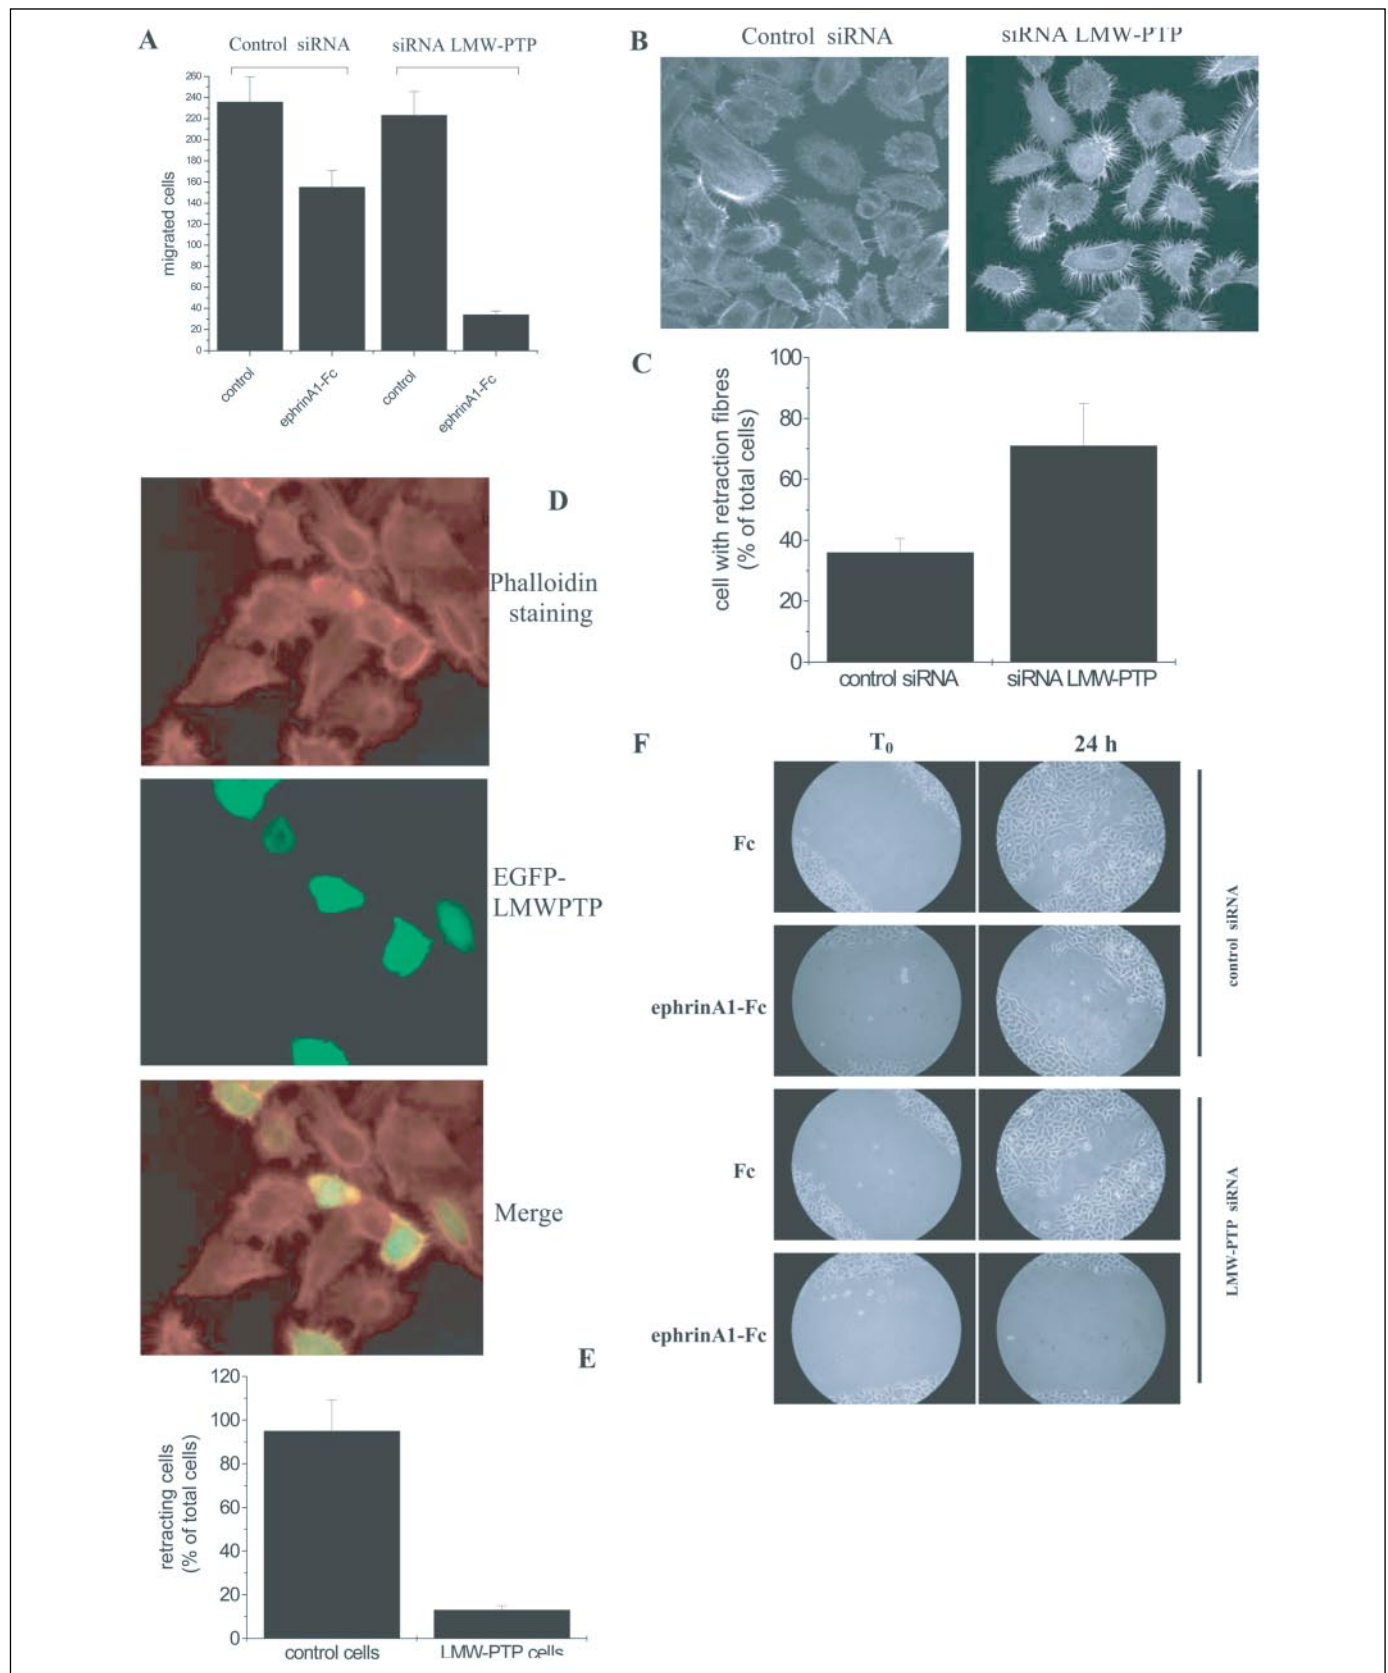 A
Control siRNA
siRNA LMW-PTP
260
240
220
200
180
160
140
120
100
80
60
40
20
0
migrated cells
control
ephrinA1-Fc
control
ephrinA1-Fc
B
Control siRNA
siRNA LMW-PTP
C
100
80
60
40
20
0
cell with retraction fibres
(% of total cells)
control siRNA
siRNA LMW-PTP
D
Phalloidin
staining
EGFP-
LMWPTP
Merge
E
120
100
80
60
40
20
0
retracting cells
(% of total cells)
control cells
LMW-PTP cells
F
T0
24 h
Fc
ephrinA1-Fc
control siRNA
Fc
ephrinA1-Fc
LMW-PTP siRNA